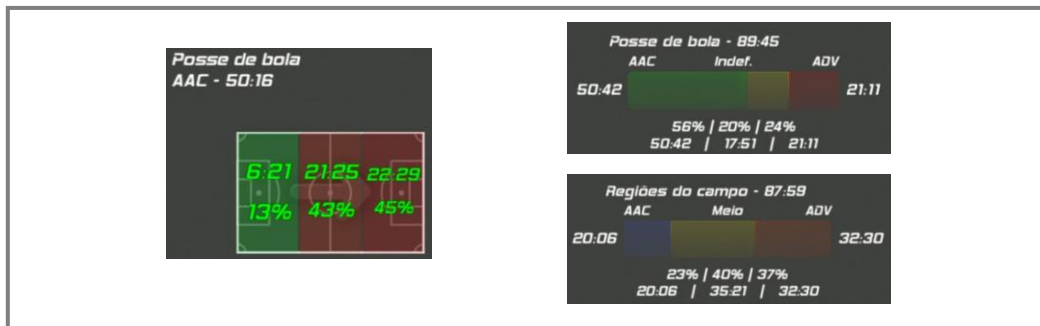 Posse de bola
AAC - 50:16
6:21 21:25 22:29
13% 43% 45%
Posse de bola - 89:45
AAC Indef. ADV
50:42 21:11
56% | 20% | 24%
50:42 | 17:51 | 21:11
Regiões do campo - 87:59
AAC Meio ADV
20:06 32:30
23% | 40% | 37%
20:06 | 35:21 | 32:30